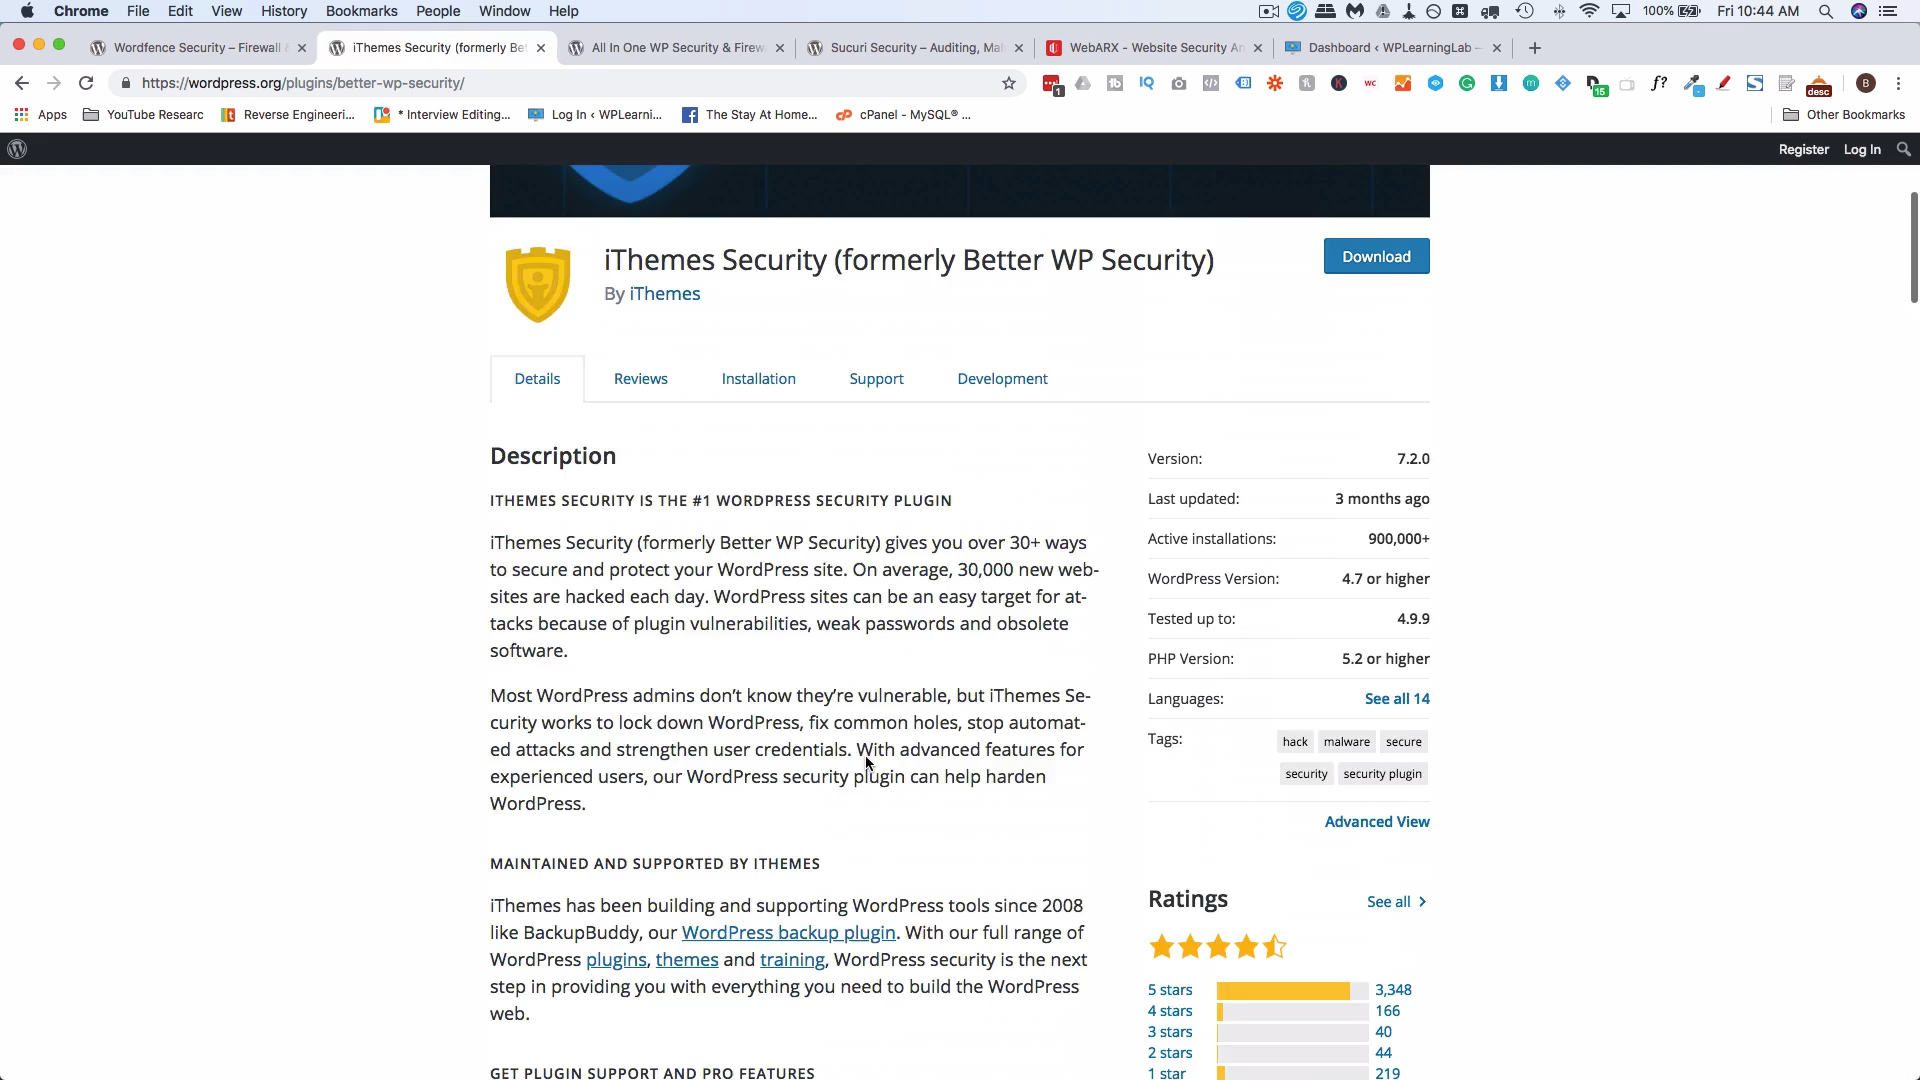 Chrome File Edit View History Bookmarks People Window Help 100% Fri 10:44 AM
Wordfence Security – Firewall
iThemes Security (formerly Be
All In One WP Security & Firew
Sucuri Security – Auditing, Mal
WebARX - Website Security An
Dashboard ‹ WPLearningLab –
https://wordpress.org/plugins/better-wp-security/
Apps YouTube Researc Reverse Engineeri... * Interview Editing... Log In ‹ WPLearni... The Stay At Home... cPanel - MySQL® ... Other Bookmarks
Register Log In
iThemes Security (formerly Better WP Security)
By iThemes
Download
Details Reviews Installation Support Development
Description
ITHEMES SECURITY IS THE #1 WORDPRESS SECURITY PLUGIN
iThemes Security (formerly Better WP Security) gives you over 30+ ways
to secure and protect your WordPress site. On average, 30,000 new web-
sites are hacked each day. WordPress sites can be an easy target for at-
tacks because of plugin vulnerabilities, weak passwords and obsolete
software.
Most WordPress admins don’t know they’re vulnerable, but iThemes Se-
curity works to lock down WordPress, fix common holes, stop automat-
ed attacks and strengthen user credentials. With advanced features for
experienced users, our WordPress security plugin can help harden
WordPress.
MAINTAINED AND SUPPORTED BY ITHEMES
iThemes has been building and supporting WordPress tools since 2008
like BackupBuddy, our WordPress backup plugin. With our full range of
WordPress plugins, themes and training, WordPress security is the next
step in providing you with everything you need to build the WordPress
web.
GET PLUGIN SUPPORT AND PRO FEATURES
Version: 7.2.0
Last updated: 3 months ago
Active installations: 900,000+
WordPress Version: 4.7 or higher
Tested up to: 4.9.9
PHP Version: 5.2 or higher
Languages: See all 14
Tags: hack malware secure
security security plugin
Advanced View
Ratings See all
5 stars 3,348
4 stars 166
3 stars 40
2 stars 44
1 star 219